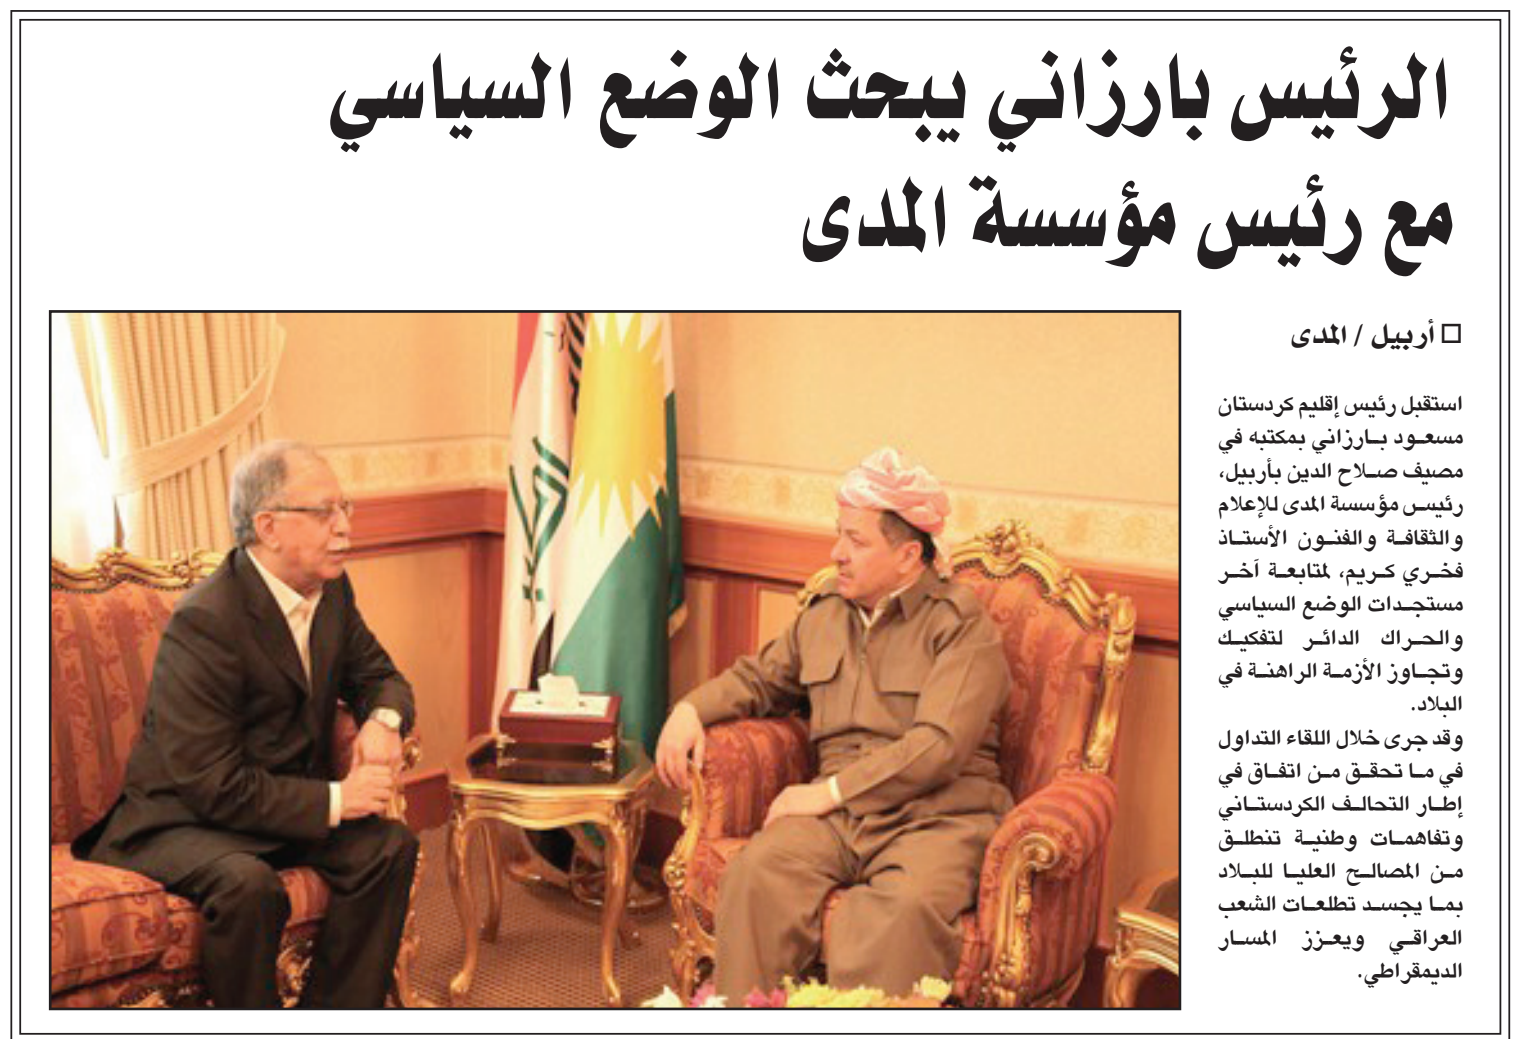 الرئيس بارزاني يبحث الوضع السياسي
مع رئيس مؤسسة المدى
□ أربيل / المدى
استقبل رئيس إقليم كردستان
مسعود بارزاني بمكتبه في
مصيف صلاح الدين بأربيل،
رئيس مؤسسة المدى للإعلام
والثقافة والفنون الأستاذ
فخري كريم، لمتابعة آخر
مستجدات الوضع السياسي
والحراك الدائر لتفكيك
وتجاوز الأزمة الراهنة في
البلاد.
وقد جرى خلال اللقاء التداول
في ما تحقق من اتفاق في
إطار التحالف الكردستاني
وتفاهمات وطنية تنطلق
من المصالح العليا للبلاد
بما يجسد تطلعات الشعب
العراقي ويعزز المسار
الديمقراطي.